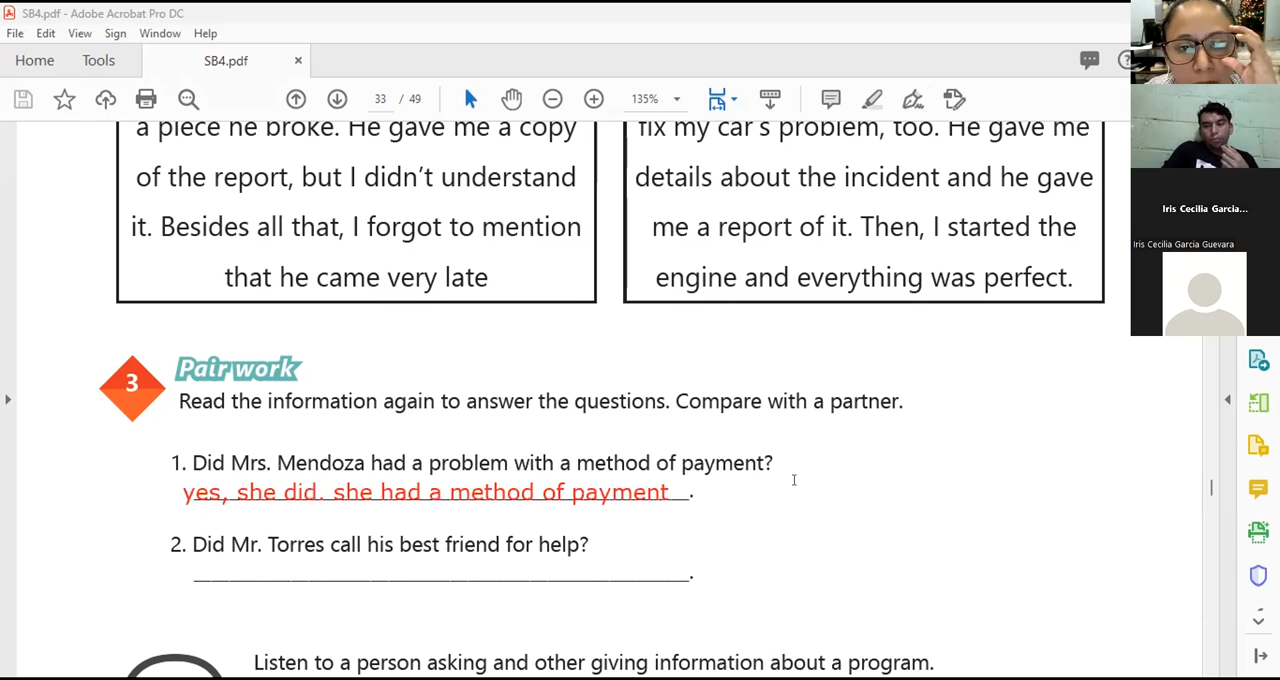 SB4.pdf - Adobe Acrobat Pro DC
File Edit View Sign Window Help
Home Tools SB4.pdf ×
33 / 49 135%
a piece he broke. He gave me a copy
of the report, but I didn't understand
it. Besides all that, I forgot to mention
that he came very late
fix my car's problem, too. He gave me
details about the incident and he gave
me a report of it. Then, I started the
engine and everything was perfect.
Iris Cecilia Garcia...
Iris Cecilia Garcia Guevara
3 Pair work
Read the information again to answer the questions. Compare with a partner.
1. Did Mrs. Mendoza had a problem with a method of payment?
yes, she did. she had a method of payment .
2. Did Mr. Torres call his best friend for help?
.
Listen to a person asking and other giving information about a program.